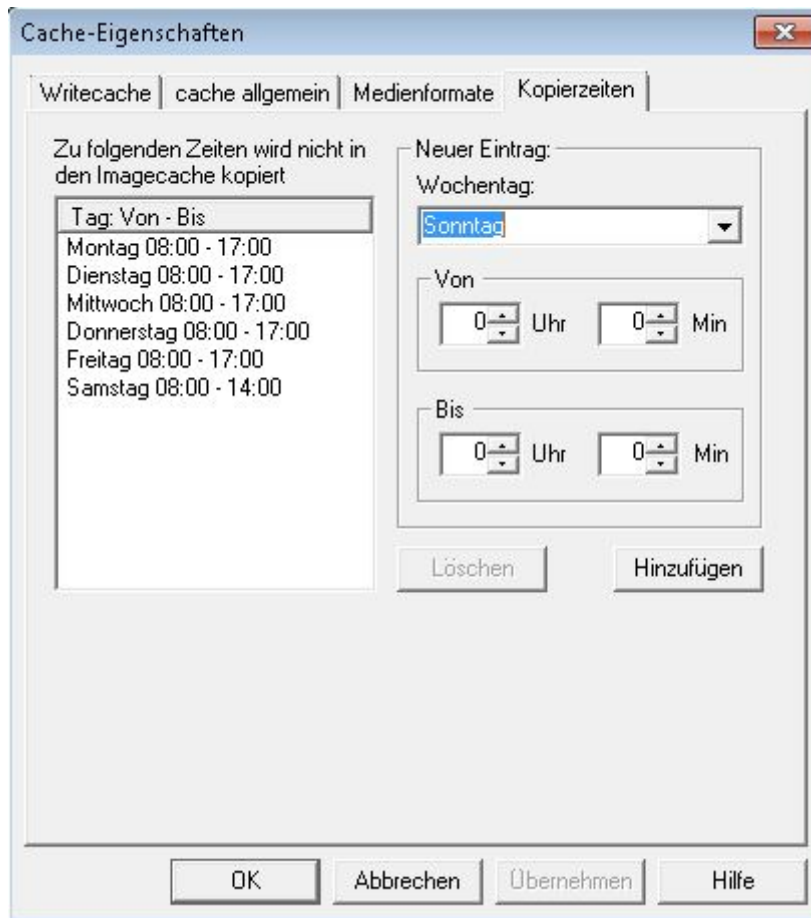 Cache-Eigenschaften
Writecache
cache allgemein
Medienformate
Kopierzeiten
Zu folgenden Zeiten wird nicht in
den Imagecache kopiert
Tag: Von - Bis
Montag 08:00 - 17:00
Dienstag 08:00 - 17:00
Mittwoch 08:00 - 17:00
Donnerstag 08:00 - 17:00
Freitag 08:00 - 17:00
Samstag 08:00 - 14:00
Neuer Eintrag:
Wochentag:
Sonntag
Von
0 Uhr 0 Min
Bis
0 Uhr 0 Min
Löschen
Hinzufügen
OK
Abbrechen
Übernehmen
Hilfe